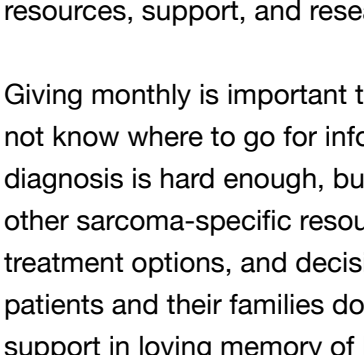 resources, support, and
Giving monthly is important
not know where to go for
diagnosis is hard enough,
other sarcoma-specific
treatment options, and
patients and their families
support in loving memory of